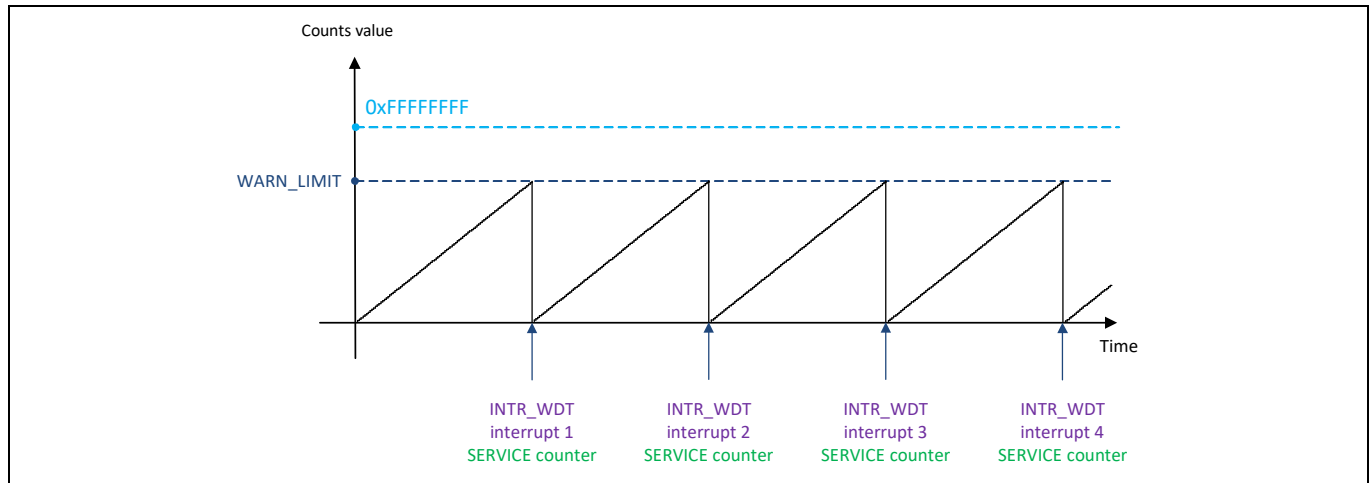 Counts value
0xFFFFFFFF
WARN_LIMIT
Time
INTR_WDT
interrupt 1
SERVICE counter
INTR_WDT
interrupt 2
SERVICE counter
INTR_WDT
interrupt 3
SERVICE counter
INTR_WDT
interrupt 4
SERVICE counter